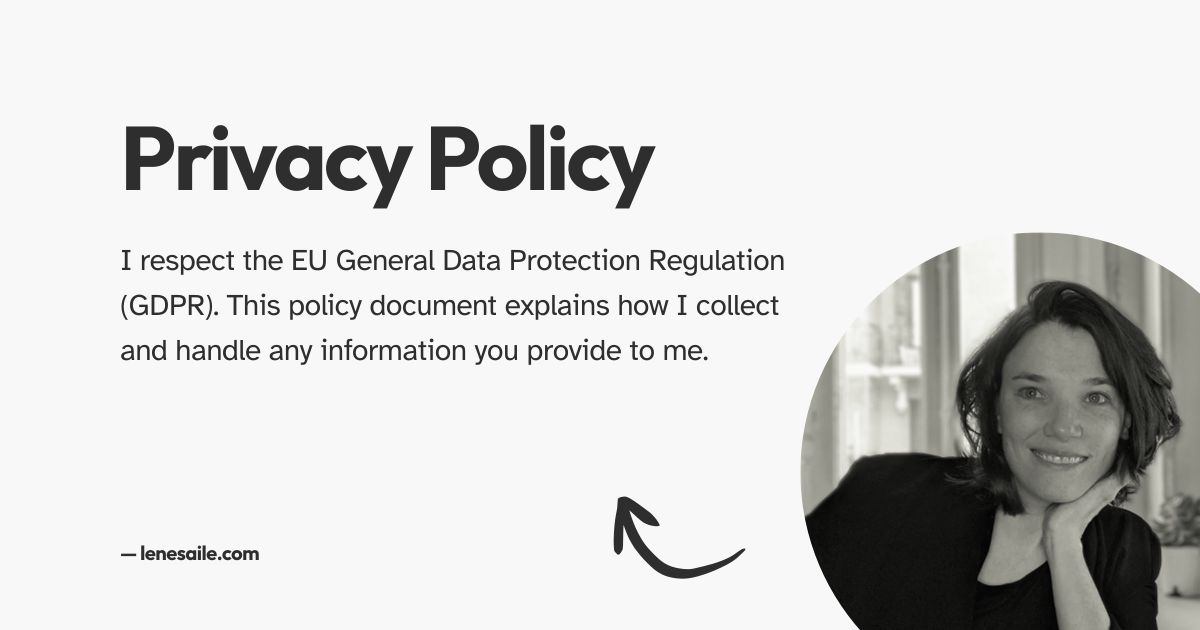 Privacy Policy
I respect the EU General Data Protection Regulation
(GDPR). This policy document explains how I collect
and handle any information you provide to me.
— lenesaile.com